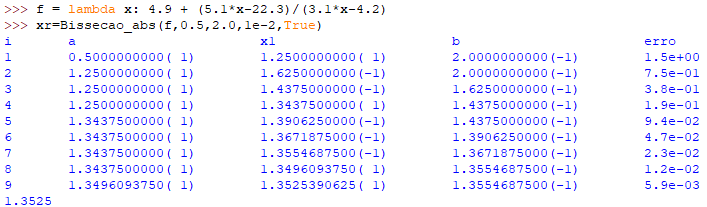 >>> f = lambda x: 4.9 + (5.1*x-22.3)/(3.1*x-4.2)
>>> xr=Bissecao_abs(f,0.5,2.0,1e-2,True)
i a x1 b erro
1 0.5000000000( 1) 1.2500000000( 1) 2.0000000000(-1) 1.5e+00
2 1.2500000000( 1) 1.6250000000(-1) 2.0000000000(-1) 7.5e-01
3 1.2500000000( 1) 1.4375000000(-1) 1.6250000000(-1) 3.8e-01
4 1.2500000000( 1) 1.3437500000( 1) 1.4375000000(-1) 1.9e-01
5 1.3437500000( 1) 1.3906250000(-1) 1.4375000000(-1) 9.4e-02
6 1.3437500000( 1) 1.3671875000(-1) 1.3906250000(-1) 4.7e-02
7 1.3437500000( 1) 1.3554687500(-1) 1.3671875000(-1) 2.3e-02
8 1.3437500000( 1) 1.3496093750( 1) 1.3554687500(-1) 1.2e-02
9 1.3496093750( 1) 1.3525390625( 1) 1.3554687500(-1) 5.9e-03
1.3525